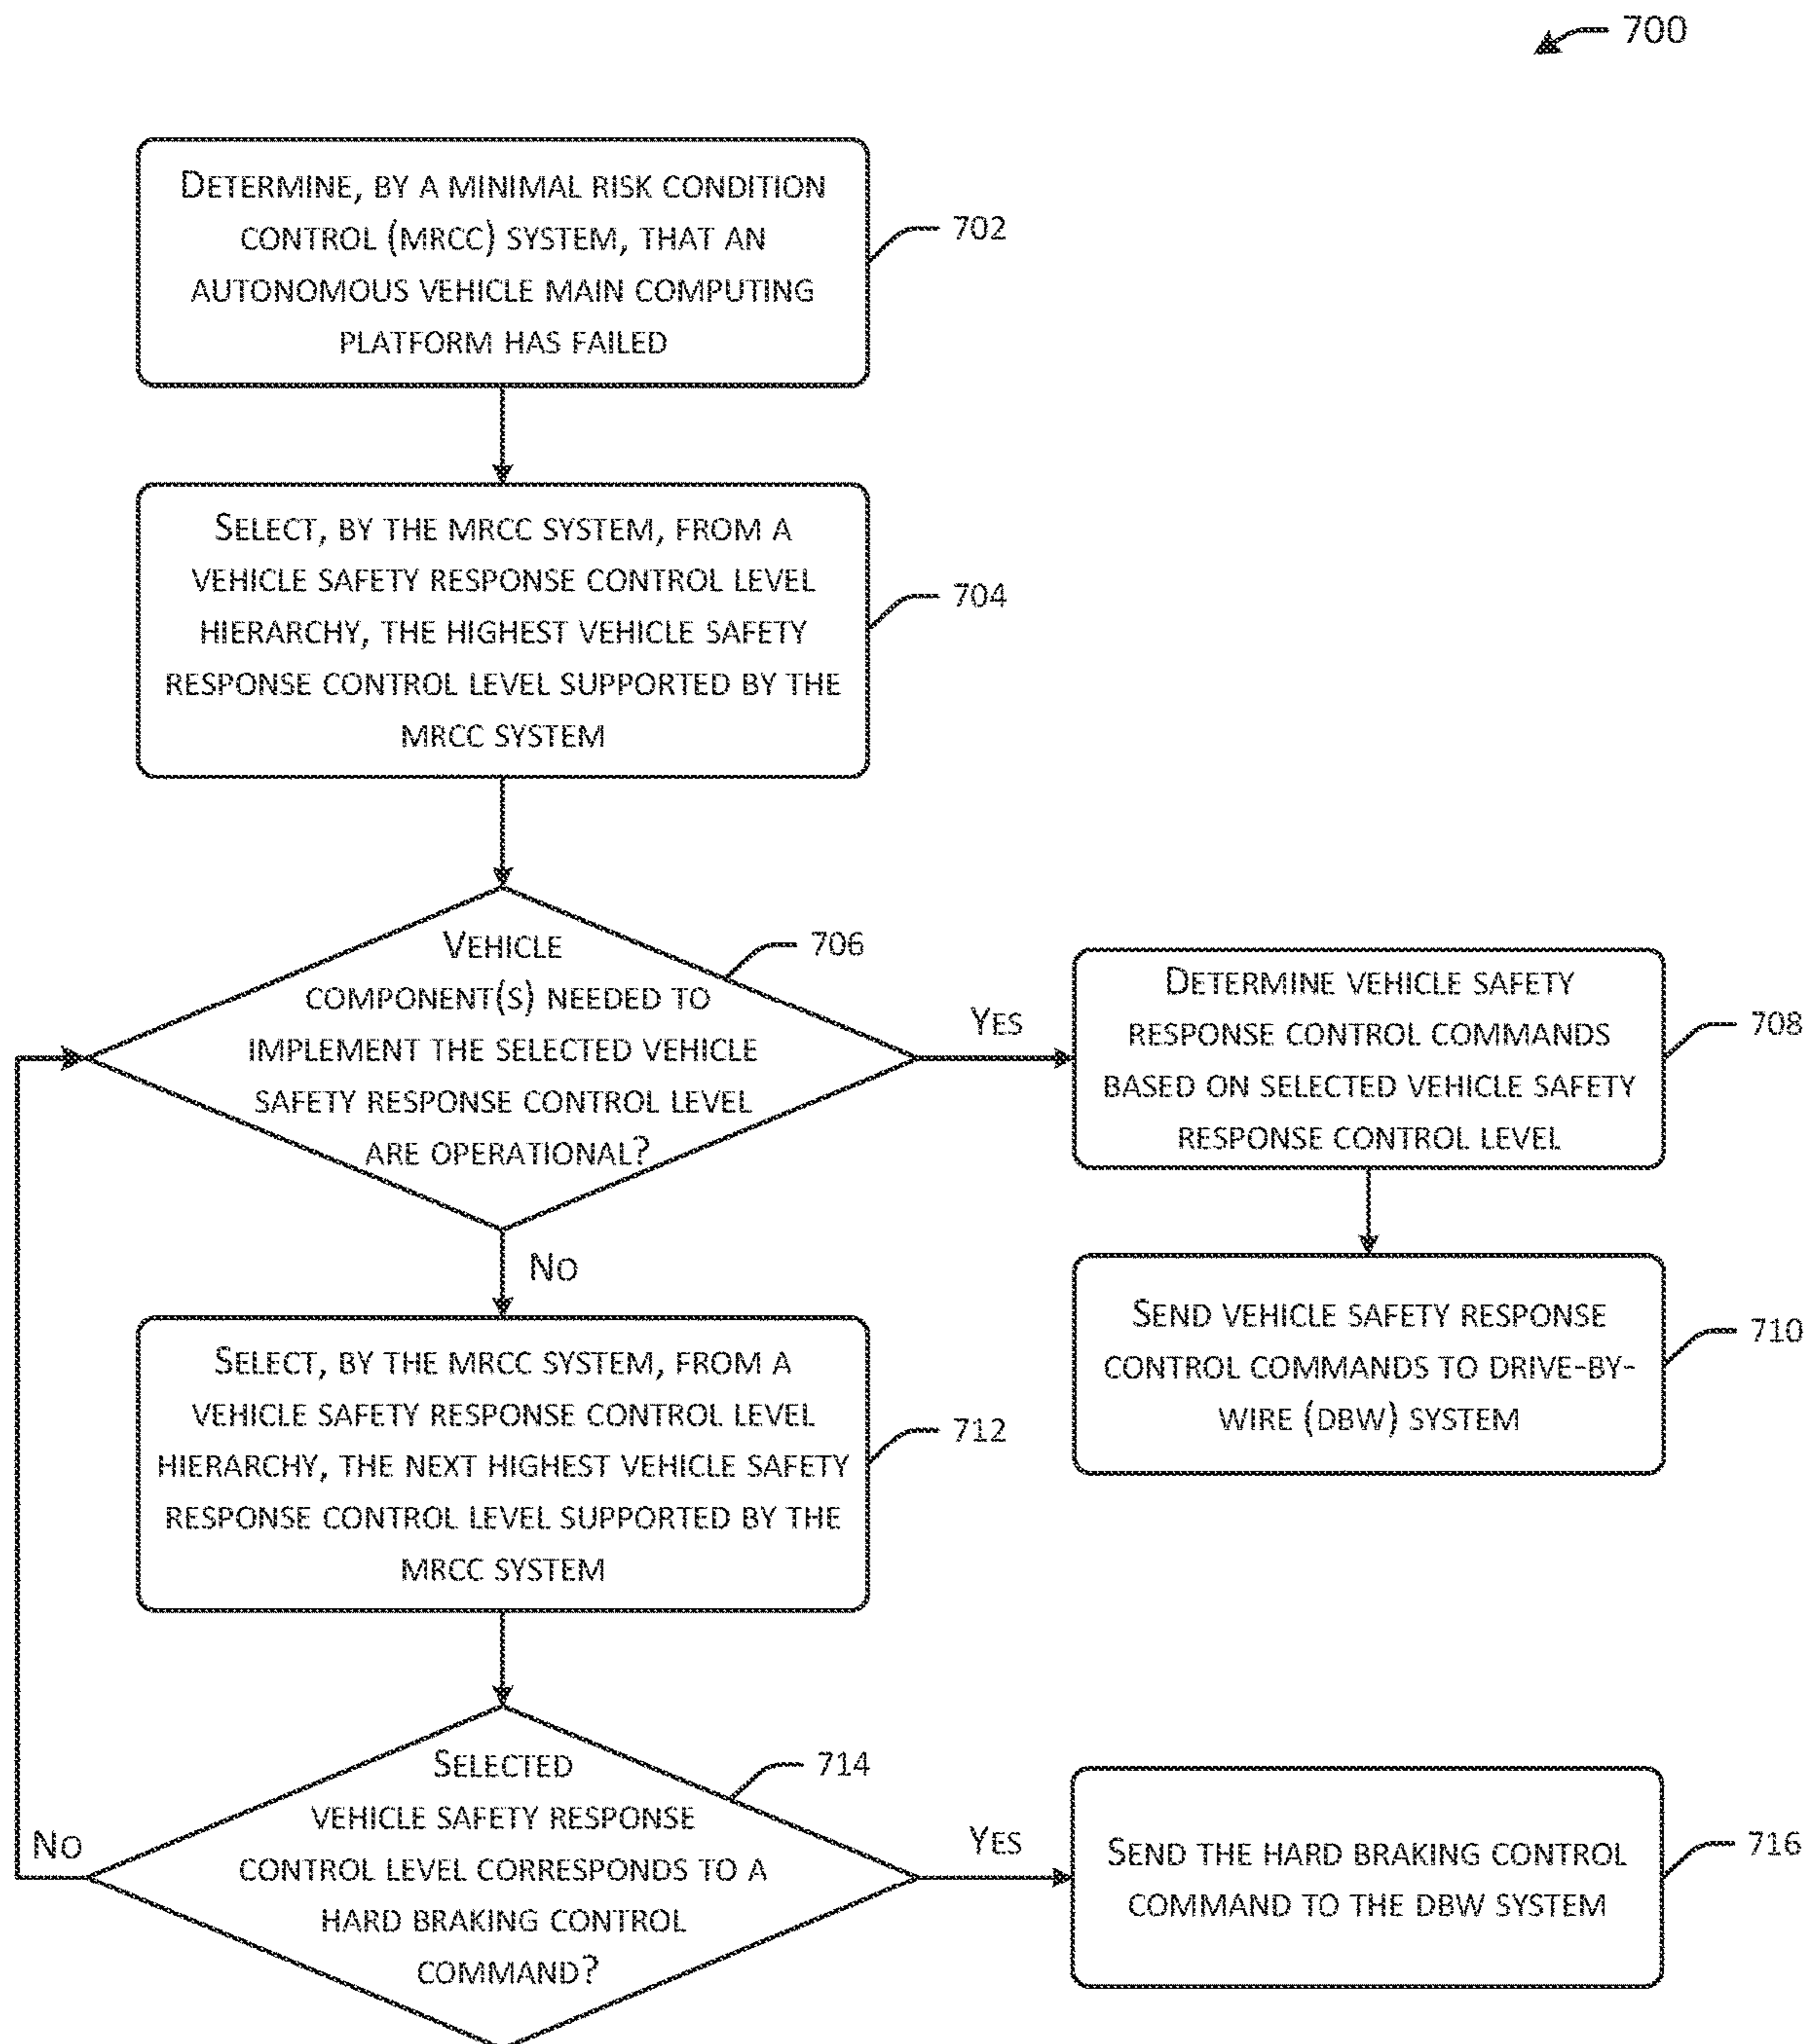 700
DETERMINE, BY A MINIMAL RISK CONDITION
CONTROL (MRCC) SYSTEM, THAT AN
AUTONOMOUS VEHICLE MAIN COMPUTING
PLATFORM HAS FAILED
702
SELECT, BY THE MRCC SYSTEM, FROM A
VEHICLE SAFETY RESPONSE CONTROL LEVEL
HIERARCHY, THE HIGHEST VEHICLE SAFETY
RESPONSE CONTROL LEVEL SUPPORTED BY THE
MRCC SYSTEM
704
VEHICLE
COMPONENT(S) NEEDED TO
IMPLEMENT THE SELECTED VEHICLE
SAFETY RESPONSE CONTROL LEVEL
ARE OPERATIONAL?
706
YES
DETERMINE VEHICLE SAFETY
RESPONSE CONTROL COMMANDS
BASED ON SELECTED VEHICLE SAFETY
RESPONSE CONTROL LEVEL
708
NO
SEND VEHICLE SAFETY RESPONSE
CONTROL COMMANDS TO DRIVE-BY-
WIRE (DBW) SYSTEM
710
SELECT, BY THE MRCC SYSTEM, FROM A
VEHICLE SAFETY RESPONSE CONTROL LEVEL
HIERARCHY, THE NEXT HIGHEST VEHICLE SAFETY
RESPONSE CONTROL LEVEL SUPPORTED BY THE
MRCC SYSTEM
712
SELECTED
VEHICLE SAFETY RESPONSE
CONTROL LEVEL CORRESPONDS TO A
HARD BRAKING CONTROL
COMMAND?
714
NO
YES
SEND THE HARD BRAKING CONTROL
COMMAND TO THE DBW SYSTEM
716